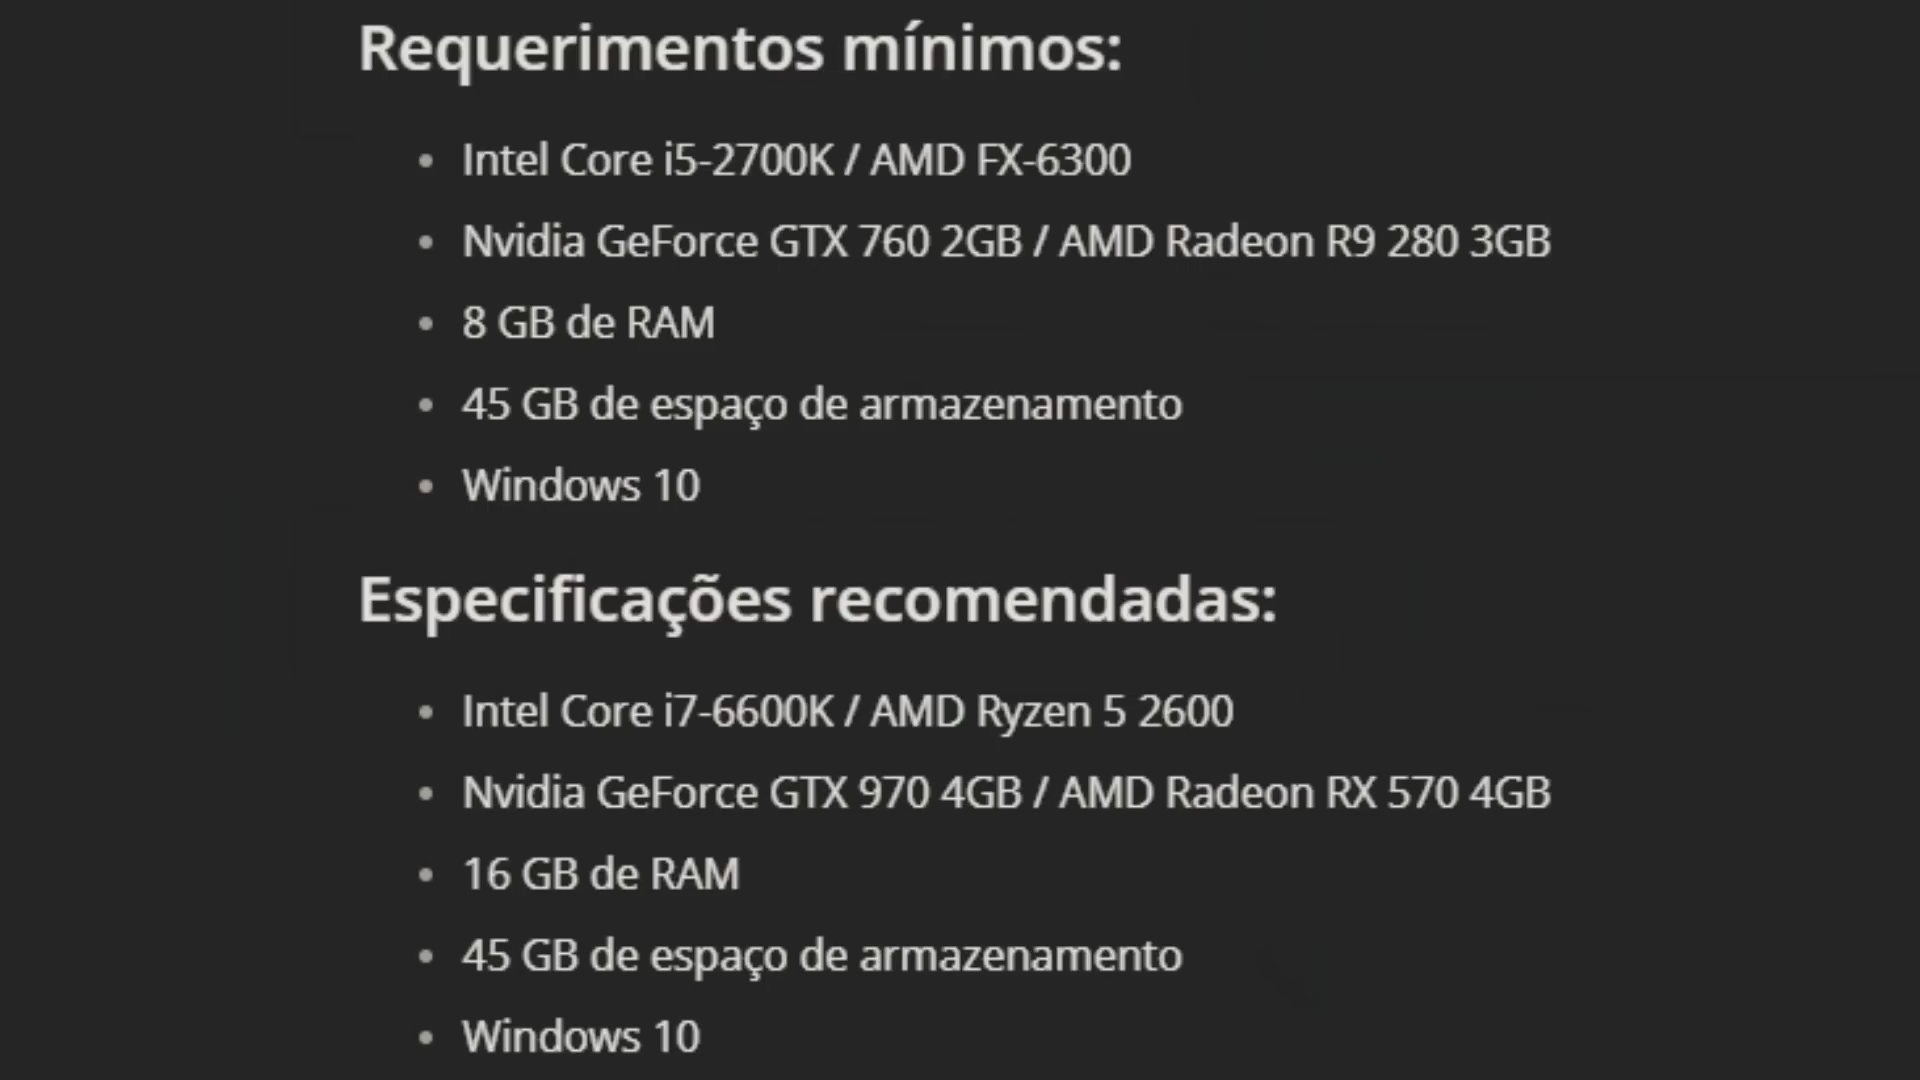 Requerimentos mínimos:
Intel Core i5-2700K / AMD FX-6300
Nvidia GeForce GTX 760 2GB / AMD Radeon R9 280 3GB
8 GB de RAM
45 GB de espaço de armazenamento
Windows 10
Especificações recomendadas:
Intel Core i7-6600K / AMD Ryzen 5 2600
Nvidia GeForce GTX 970 4GB / AMD Radeon RX 570 4GB
16 GB de RAM
45 GB de espaço de armazenamento
Windows 10